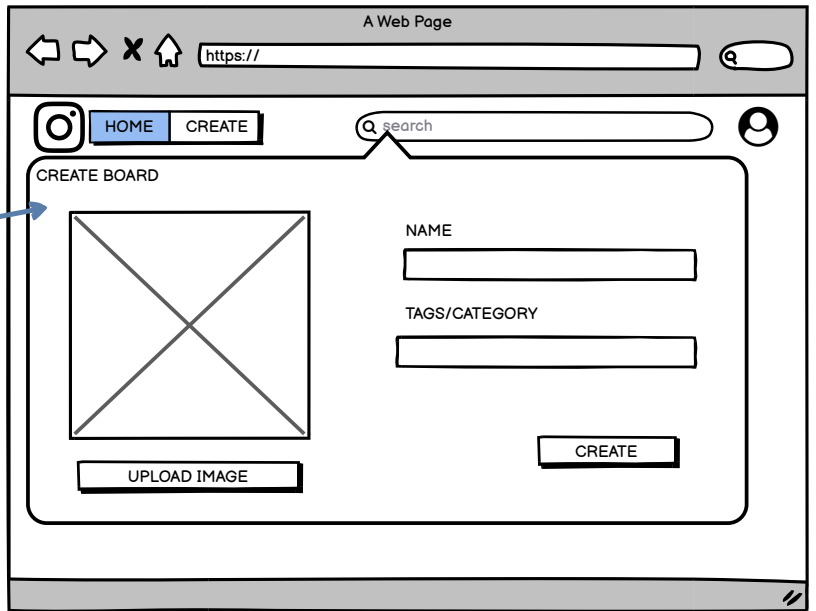 A Web Page
https://
HOME
CREATE
search
CREATE BOARD
NAME
TAGS/CATEGORY
CREATE
UPLOAD IMAGE